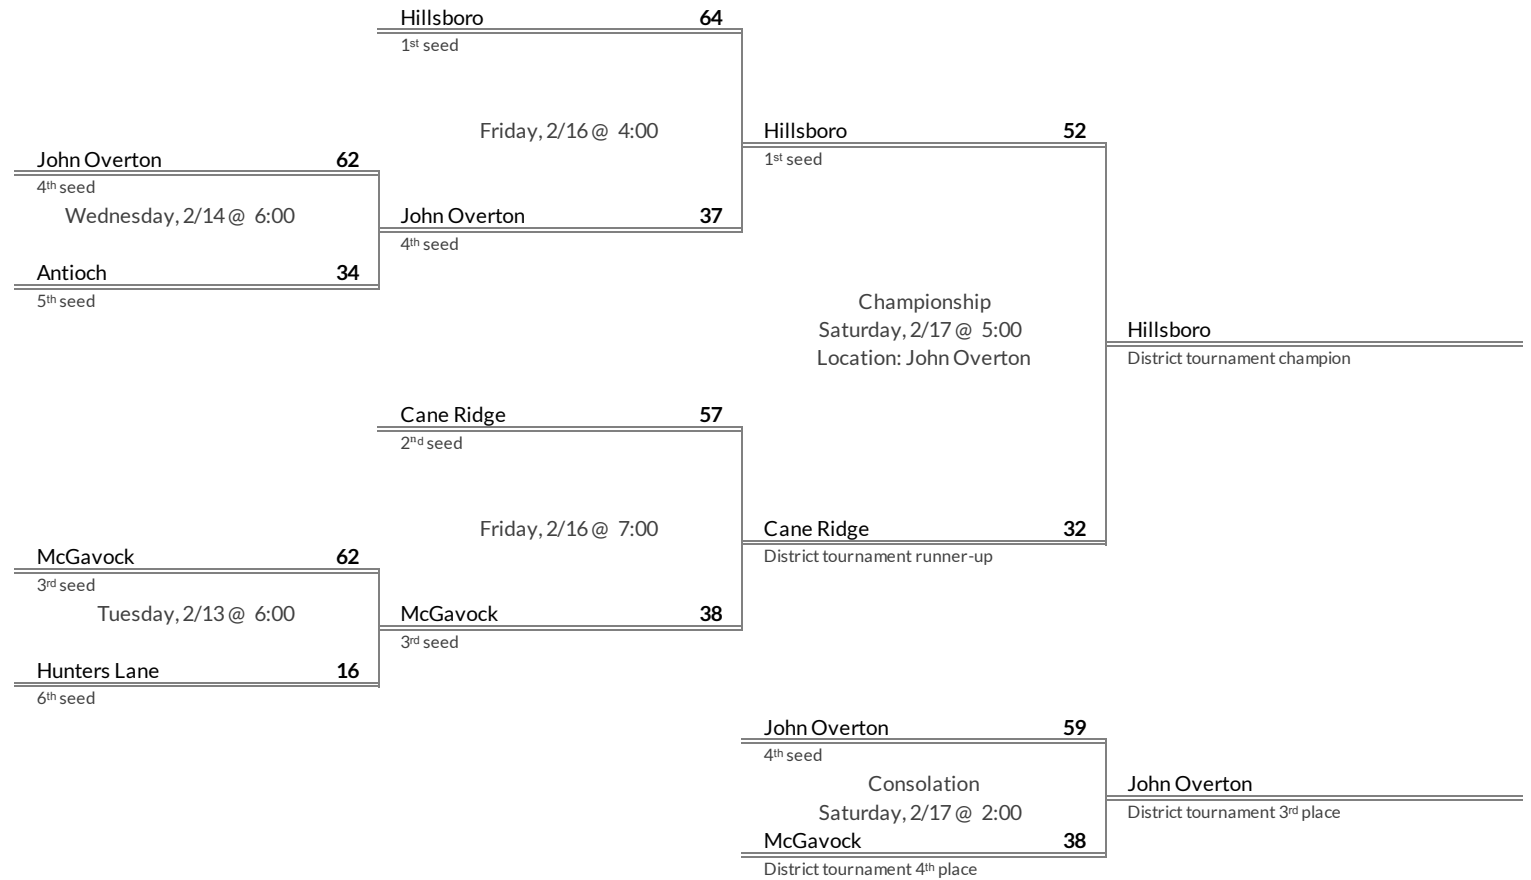 Hillsboro 64
1st seed
Friday, 2/16 @ 4:00
Hillsboro 52
1st seed
John Overton 62
4th seed
Wednesday, 2/14 @ 6:00
John Overton 37
4th seed
Antioch 34
5th seed
Championship
Saturday, 2/17 @ 5:00
Location: John Overton
Hillsboro
District tournament champion
Cane Ridge 57
2nd seed
Friday, 2/16 @ 7:00
Cane Ridge 32
District tournament runner-up
McGavock 62
3rd seed
Tuesday, 2/13 @ 6:00
McGavock 38
3rd seed
Hunters Lane 16
6th seed
John Overton 59
4th seed
Consolation
Saturday, 2/17 @ 2:00
John Overton
District tournament 3rd place
McGavock 38
District tournament 4th place